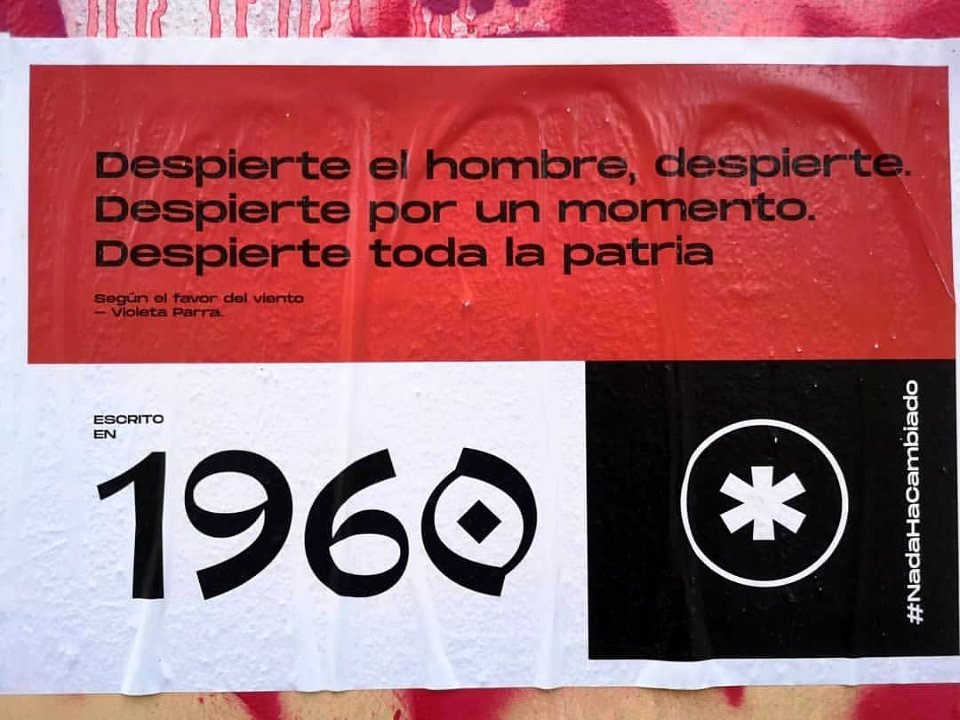 Despierte el hombre, despierte.
Despierte por un momento.
Despierte toda la patria
Según el favor del viento
— Violeta Parra.
ESCRITO
EN
1960
*
#NadaHaCambiado